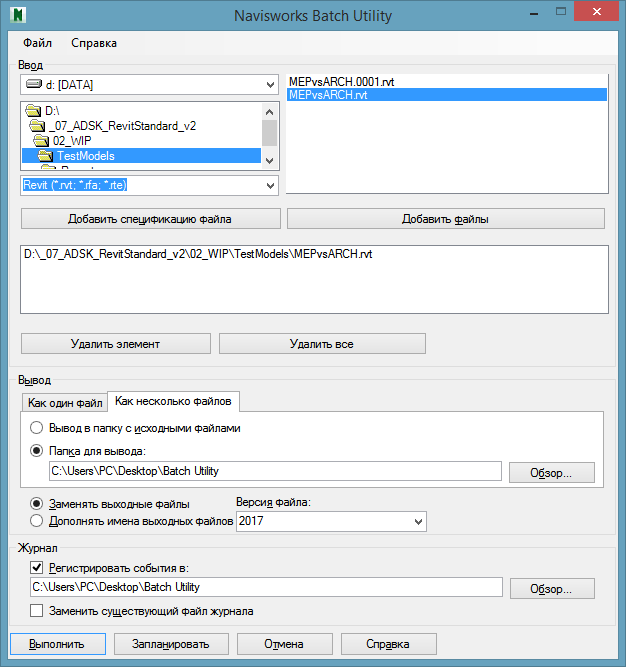 Navisworks Batch Utility
Файл Справка
Ввод
d: [DATA]
MEPvsARCH.0001.rvt
MEPvsARCH.rvt
D:\
_07_ADSK_RevitStandard_v2
02_WIP
TestModels
Revit (*.rvt; *.rfa; *.rte)
Добавить спецификацию файла
Добавить файлы
D:\_07_ADSK_RevitStandard_v2\02_WIP\TestModels\MEPvsARCH.rvt
Удалить элемент
Удалить все
Вывод
Как один файл
Как несколько файлов
Вывод в папку с исходными файлами
Папка для вывода:
C:\Users\PC\Desktop\Batch Utility
Обзор...
Заменять выходные файлы
Версия файла:
Дополнять имена выходных файлов
2017
Журнал
Регистрировать события в:
C:\Users\PC\Desktop\Batch Utility
Обзор...
Заменить существующий файл журнала
Выполнить
Запланировать
Отмена
Справка